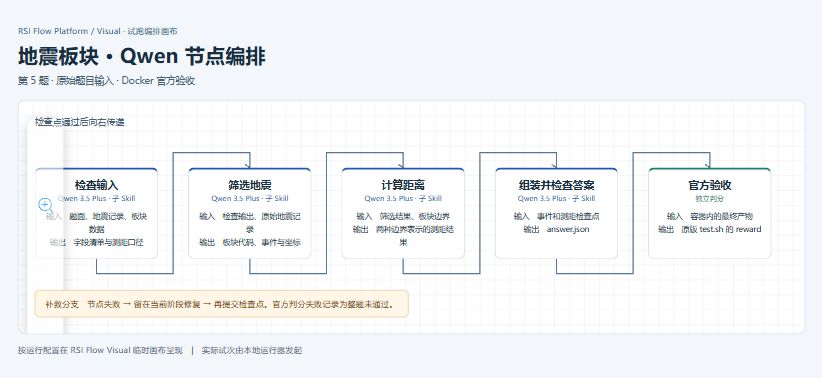 RSI Flow Platform / Visual · 试跑编排画布
地震板块 · Qwen 节点编排
第 5 题 · 原始题目输入 · Docker 官方验收
检查点通过后向右传递
检查输入
Qwen 3.5 Plus · 子 Skill
输入 题面、地震记录、板块
数据
输出 字段清单与测距口径
筛选地震
Qwen 3.5 Plus · 子 Skill
输入 检查输出、原始地震记
录
输出 板块代码、事件与坐标
计算距离
Qwen 3.5 Plus · 子 Skill
输入 筛选结果、板块边界
输出 两种边界表示的测距结
果
组装并检查答案
Qwen 3.5 Plus · 子 Skill
输入 事件和测距检查点
输出 answer.json
官方验收
独立判分
输入 容器内的最终产物
输出 原版 test.sh 的 reward
补救分支 节点失败 → 留在当前阶段修复 → 再提交检查点。官方判分失败记录为整题未通过。
按运行配置在 RSI Flow Visual 临时画布呈现 | 实际试次由本地运行器发起